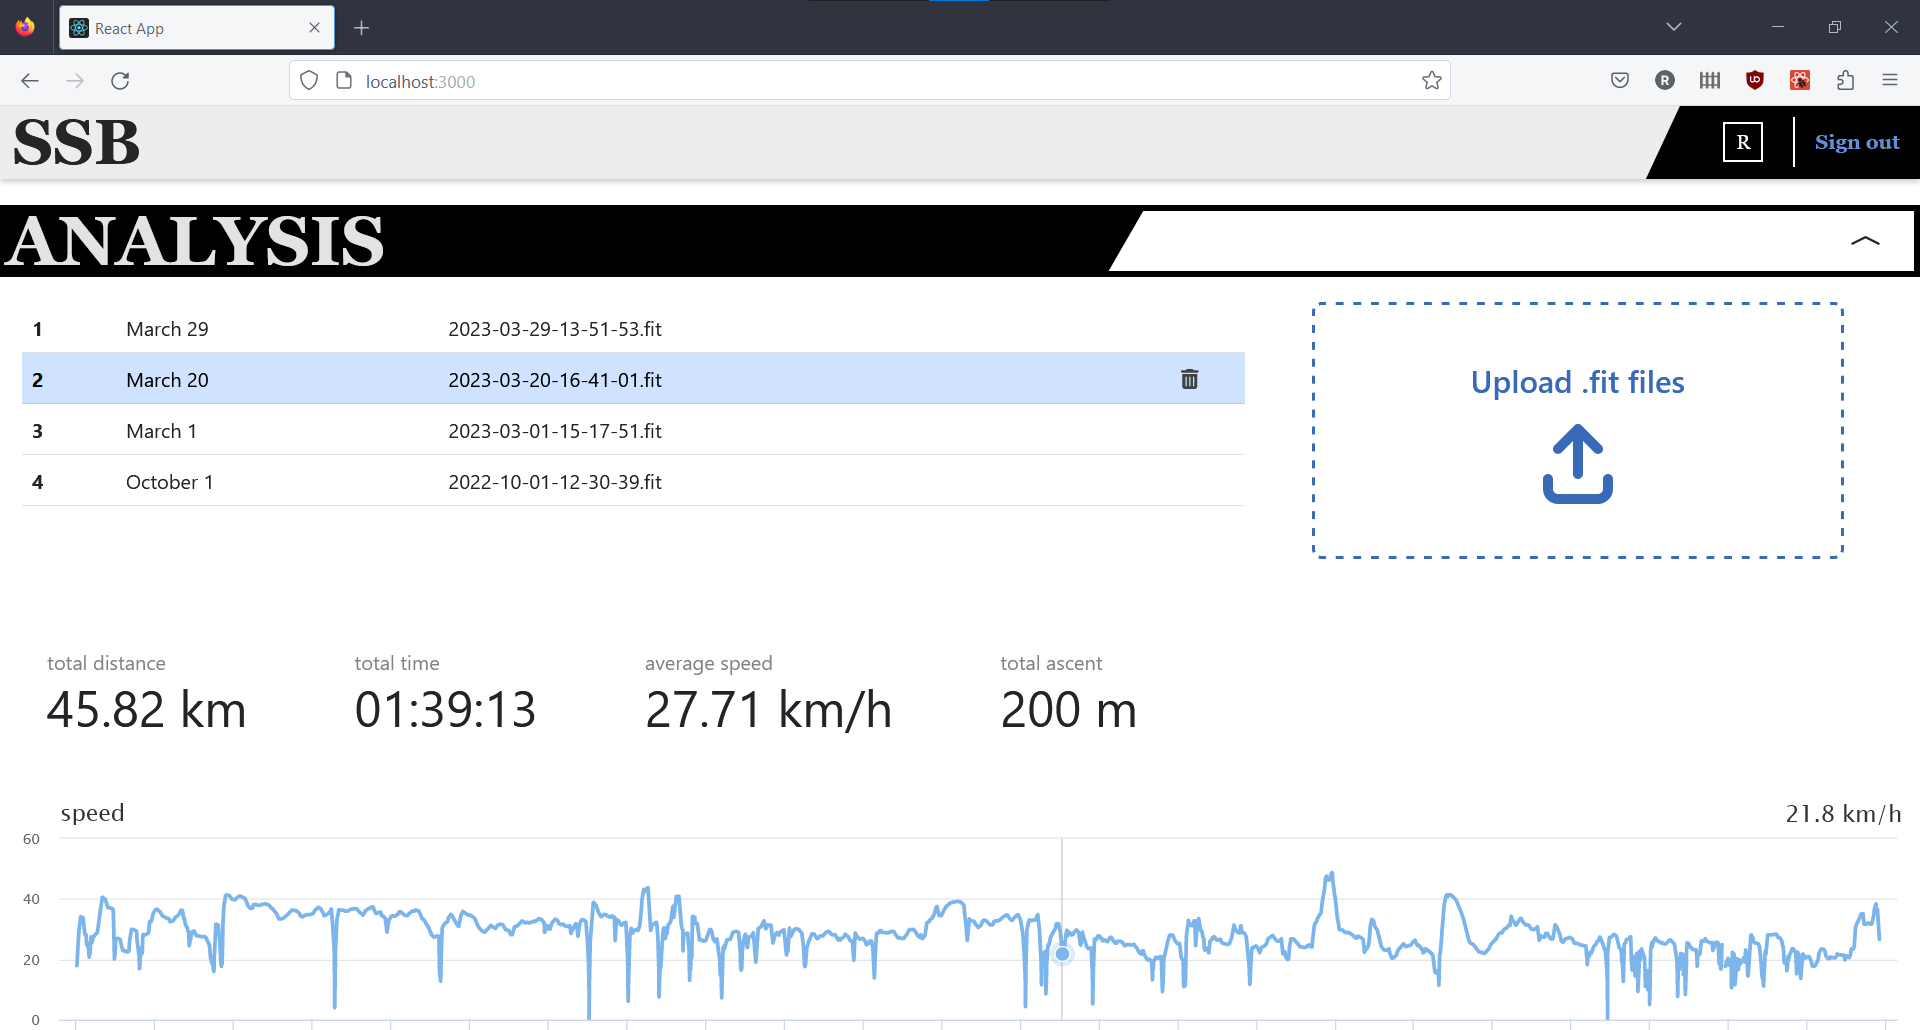 React App
localhost:3000
SSB
R
Sign out
ANALYSIS
1 March 29 2023-03-29-13-51-53.fit
2 March 20 2023-03-20-16-41-01.fit
3 March 1 2023-03-01-15-17-51.fit
4 October 1 2022-10-01-12-30-39.fit
Upload .fit files
total distance
45.82 km
total time
01:39:13
average speed
27.71 km/h
total ascent
200 m
speed
21.8 km/h
60
40
20
0